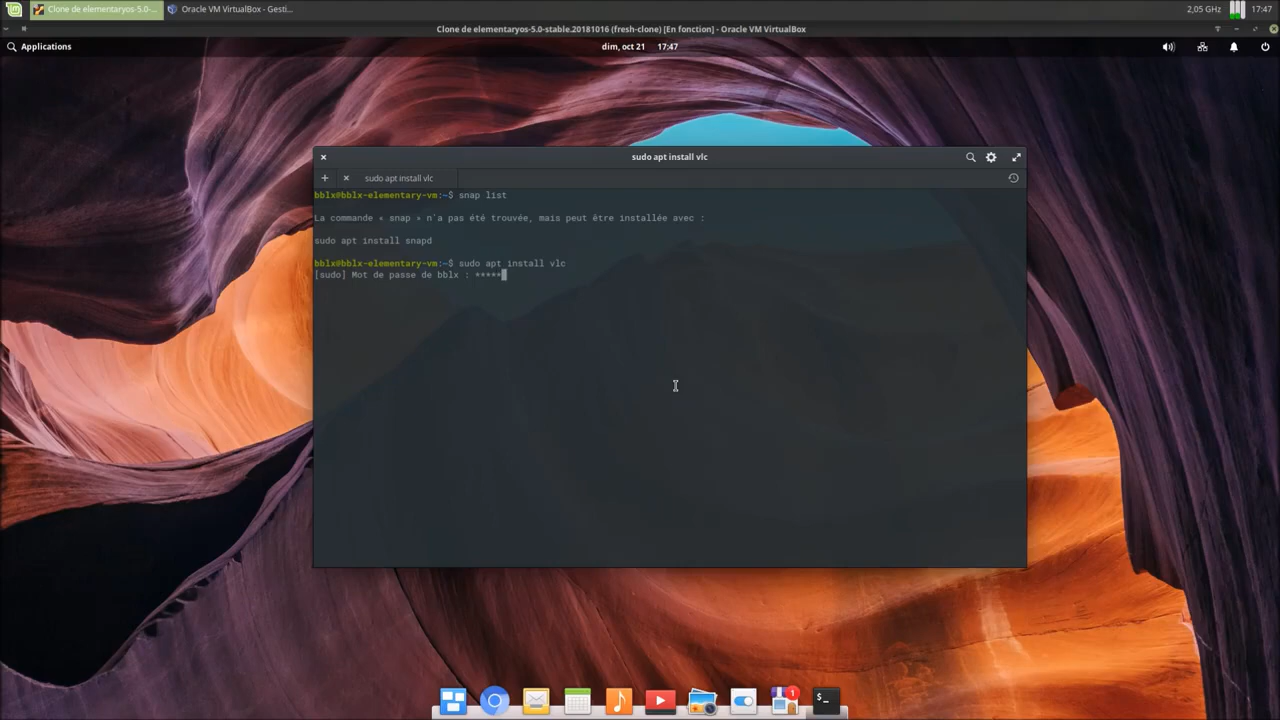 Clone de elementaryos-5.0-...
Oracle VM VirtualBox – Gesti...
2,05 GHz
17:47
Clone de elementaryos-5.0-stable.20181016 (fresh-clone) [En fonction] - Oracle VM VirtualBox
Applications
dim, oct 21 17:47
sudo apt install vlc
sudo apt install vlc
bblx@bblx-elementary-vm:~$ snap list
La commande « snap » n'a pas été trouvée, mais peut être installée avec :
sudo apt install snapd
bblx@bblx-elementary-vm:~$ sudo apt install vlc
[sudo] Mot de passe de bblx : *****
1
$_